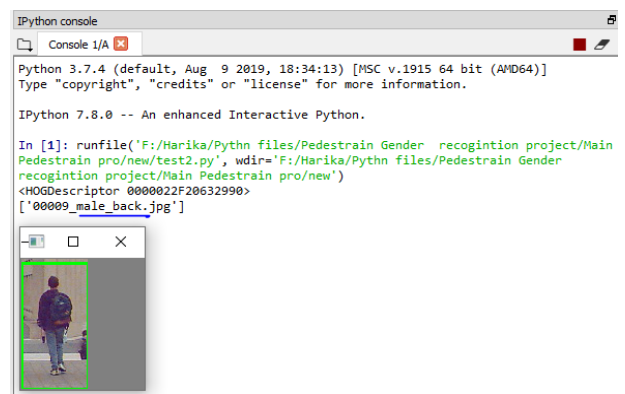 IPython console
Console 1/A
Python 3.7.4 (default, Aug  9 2019, 18:34:13) [MSC v.1915 64 bit (AMD64)]
Type "copyright", "credits" or "license" for more information.
IPython 7.8.0 -- An enhanced Interactive Python.
In [1]: runfile('F:/Harika/Pythn files/Pedestrain Gender  recogintion project/Main
Pedestrain pro/new/test2.py', wdir='F:/Harika/Pythn files/Pedestrain Gender
recogintion project/Main Pedestrain pro/new')
<HOGDescriptor 0000022F20632990>
['00009_male_back.jpg']